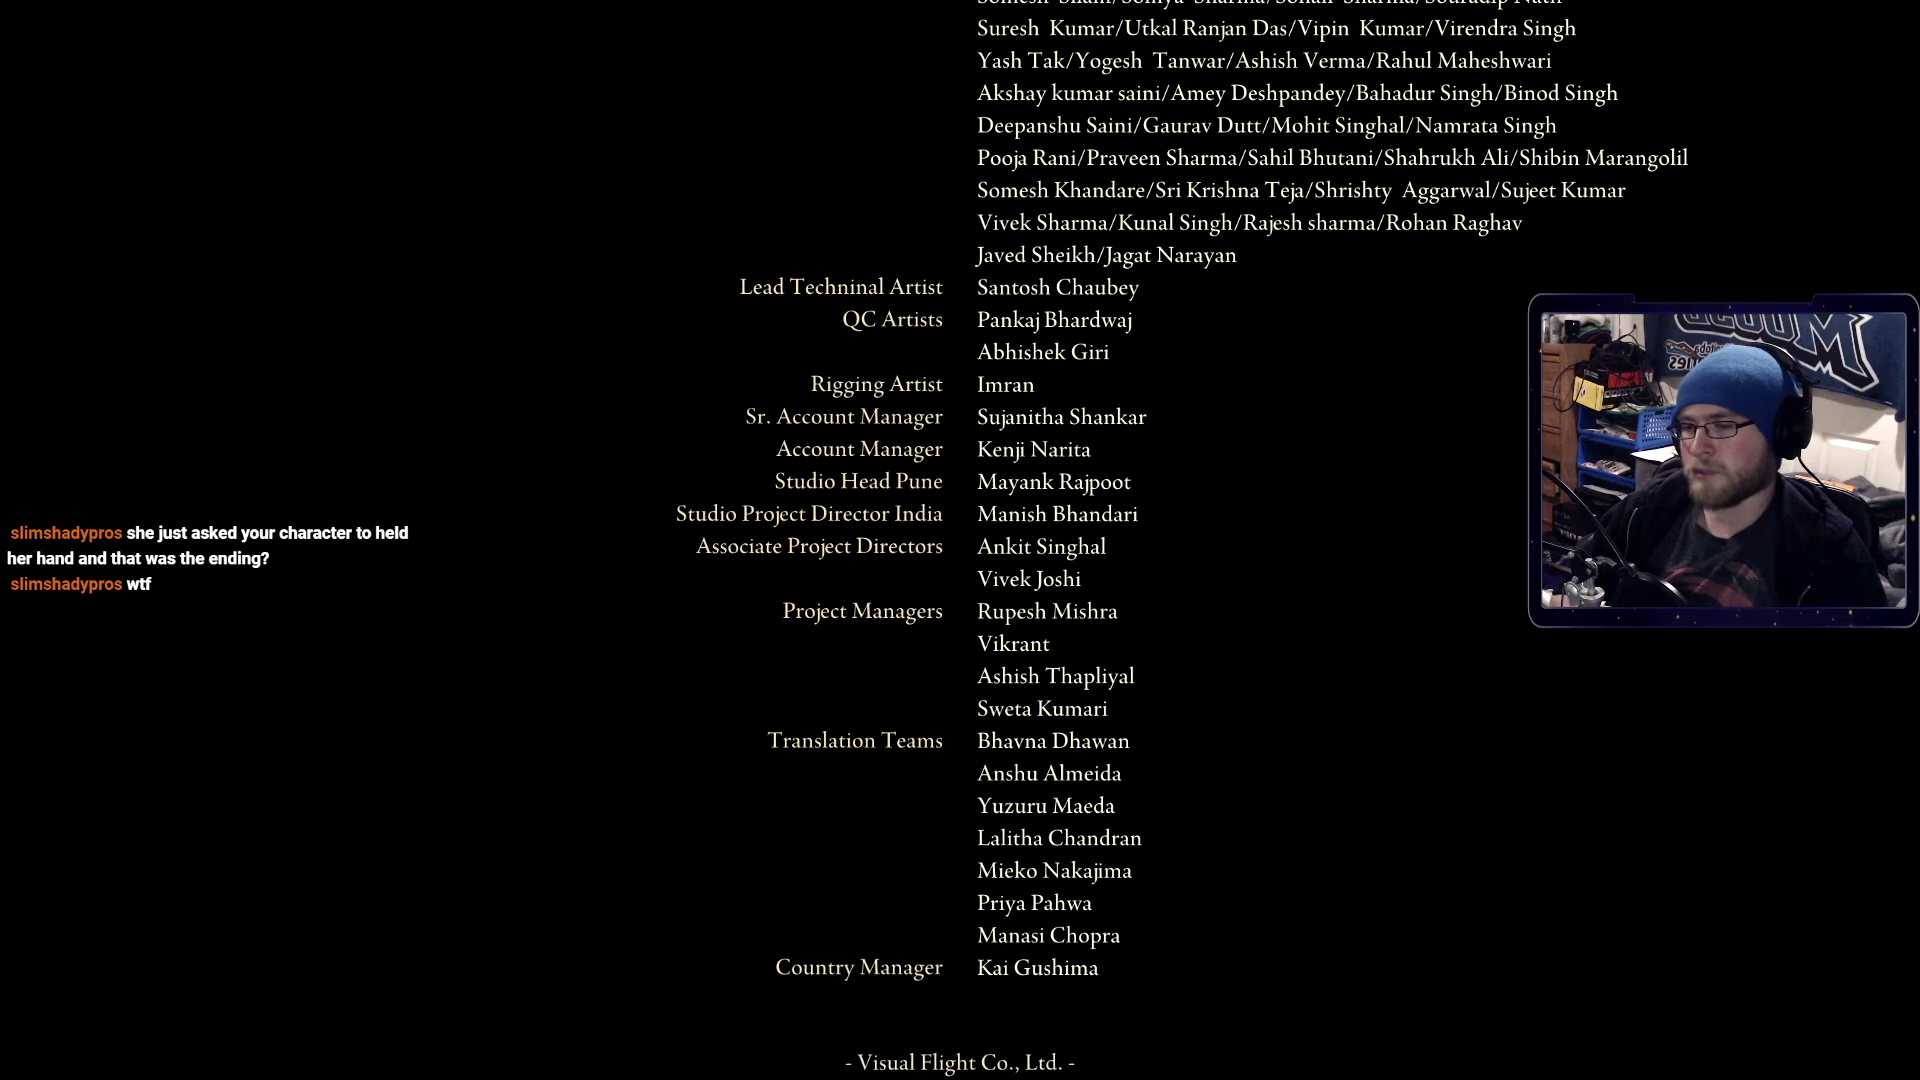 Suresh  Kumar/Utkal Ranjan Das/Vipin  Kumar/Virendra Singh
Yash Tak/Yogesh  Tanwar/Ashish Verma/Rahul Maheshwari
Akshay kumar saini/Amey Deshpandey/Bahadur Singh/Binod Singh
Deepanshu Saini/Gaurav Dutt/Mohit Singhal/Namrata Singh
Pooja Rani/Praveen Sharma/Sahil Bhutani/Shahrukh Ali/Shibin Marangolil
Somesh Khandare/Sri Krishna Teja/Shrishty  Aggarwal/Sujeet Kumar
Vivek Sharma/Kunal Singh/Rajesh sharma/Rohan Raghav
Javed Sheikh/Jagat Narayan
Lead Techninal Artist Santosh Chaubey
QC Artists Pankaj Bhardwaj
Abhishek Giri
Rigging Artist Imran
Sr. Account Manager Sujanitha Shankar
Account Manager Kenji Narita
Studio Head Pune Mayank Rajpoot
Studio Project Director India Manish Bhandari
Associate Project Directors Ankit Singhal
Vivek Joshi
Project Managers Rupesh Mishra
Vikrant
Ashish Thapliyal
Sweta Kumari
Translation Teams Bhavna Dhawan
Anshu Almeida
Yuzuru Maeda
Lalitha Chandran
Mieko Nakajima
Priya Pahwa
Manasi Chopra
Country Manager Kai Gushima
- Visual Flight Co., Ltd. -
slimshadypros she just asked your character to held
her hand and that was the ending?
slimshadypros wtf